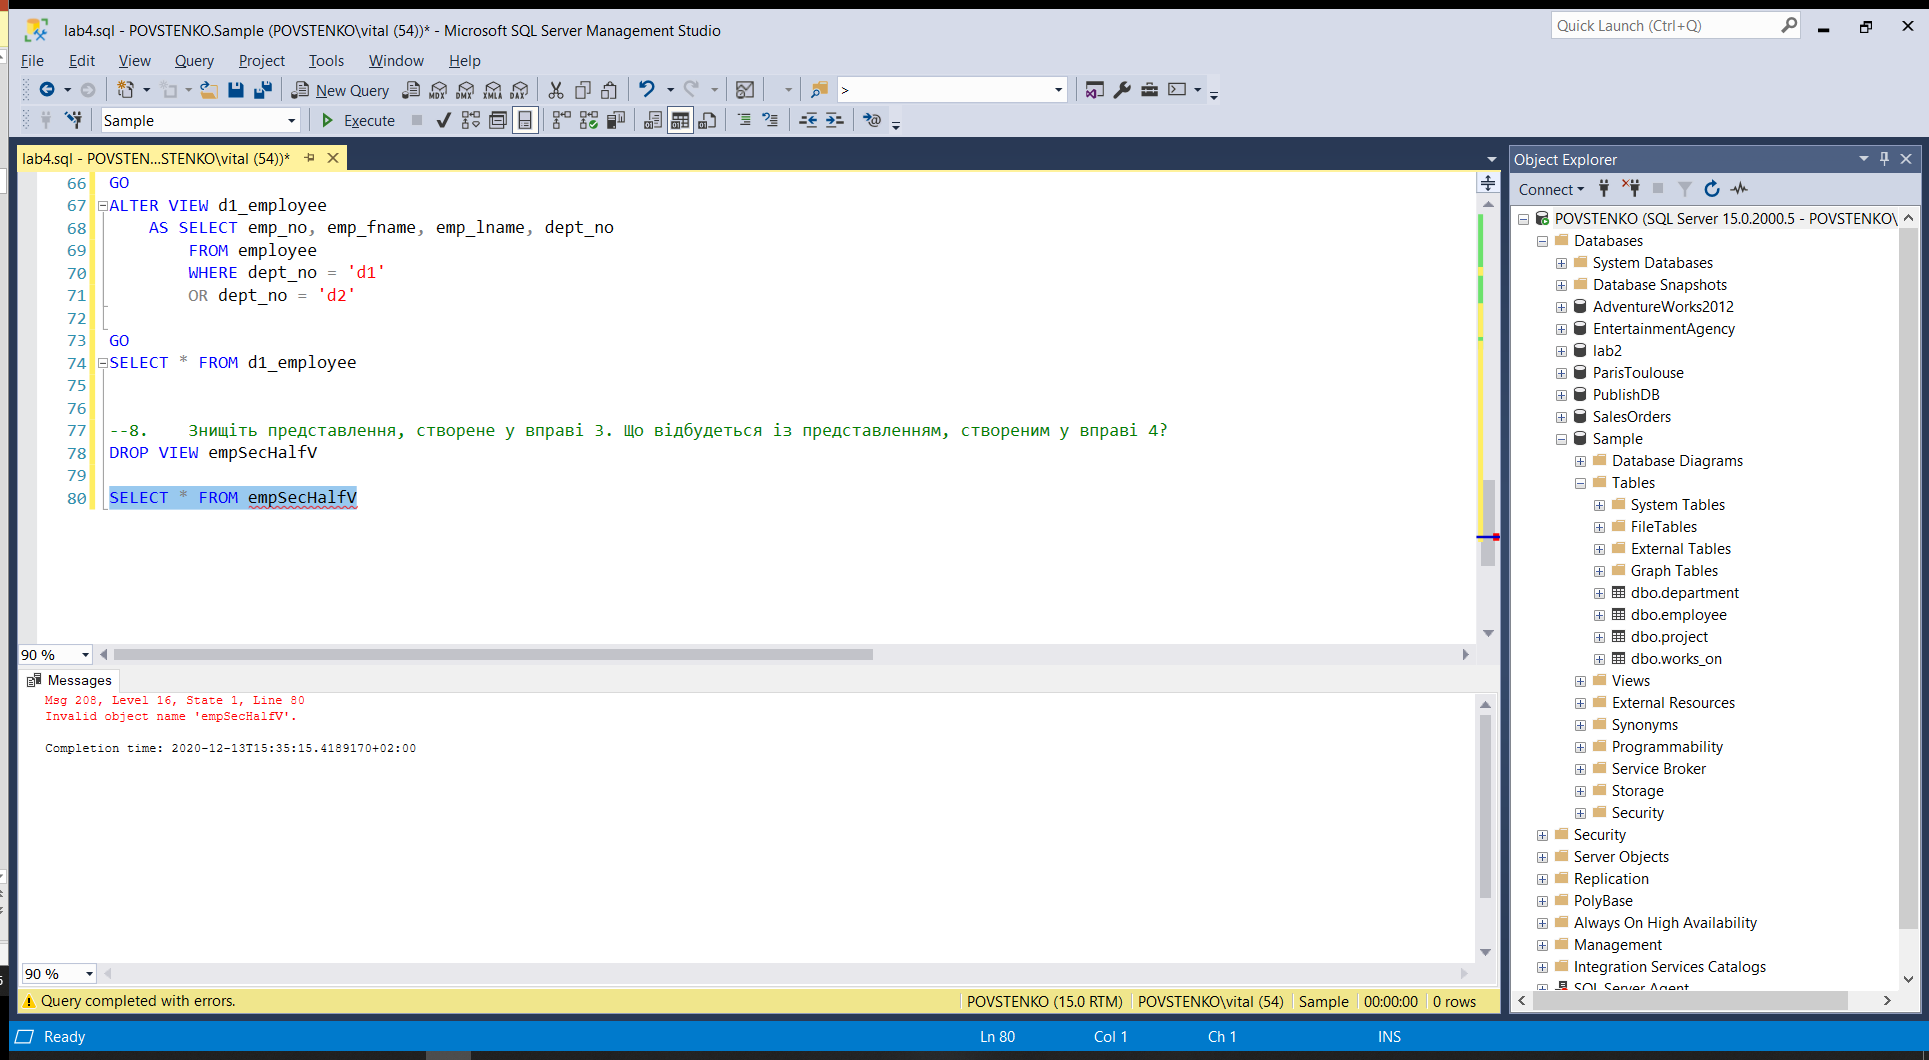 lab4.sql - POVSTENKO.Sample (POVSTENKO\vital (54))* - Microsoft SQL Server Management Studio
Quick Launch (Ctrl+Q)
File Edit View Query Project Tools Window Help
New Query MDX DMX XMLA DAX >
Sample Execute
lab4.sql - POVSTEN...STENKO\vital (54))*
66 GO
67 ALTER VIEW d1_employee
68 AS SELECT emp_no, emp_fname, emp_lname, dept_no
69 FROM employee
70 WHERE dept_no = 'd1'
71 OR dept_no = 'd2'
72
73 GO
74 SELECT * FROM d1_employee
75
76
77 --8. Знищіть представлення, створене у вправі 3. Що відбудеться із представленням, створеним у вправі 4?
78 DROP VIEW empSecHalfV
79
80 SELECT * FROM empSecHalfV
90 %
Messages
Msg 208, Level 16, State 1, Line 80
Invalid object name 'empSecHalfV'.
Completion time: 2020-12-13T15:35:15.4189170+02:00
90 %
Query completed with errors.
POVSTENKO (15.0 RTM) POVSTENKO\vital (54) Sample 00:00:00 0 rows
Object Explorer
Connect
POVSTENKO (SQL Server 15.0.2000.5 - POVSTENKO\
Databases
System Databases
Database Snapshots
AdventureWorks2012
EntertainmentAgency
lab2
ParisToulouse
PublishDB
SalesOrders
Sample
Database Diagrams
Tables
System Tables
FileTables
External Tables
Graph Tables
dbo.department
dbo.employee
dbo.project
dbo.works_on
Views
External Resources
Synonyms
Programmability
Service Broker
Storage
Security
Security
Server Objects
Replication
PolyBase
Always On High Availability
Management
Integration Services Catalogs
SQL Server Agent
Ready Ln 80 Col 1 Ch 1 INS